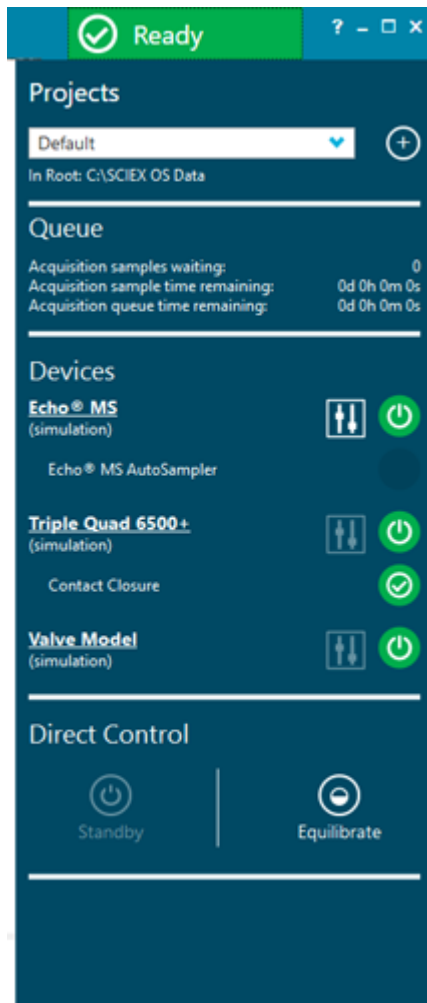 Ready
? – □ x
Projects
Default
In Root: C:\SCIEX OS Data
Queue
Acquisition samples waiting: 0
Acquisition sample time remaining: 0d 0h 0m 0s
Acquisition queue time remaining: 0d 0h 0m 0s
Devices
Echo® MS
(simulation)
Echo® MS AutoSampler
Triple Quad 6500+
(simulation)
Contact Closure
Valve Model
(simulation)
Direct Control
Standby
Equilibrate